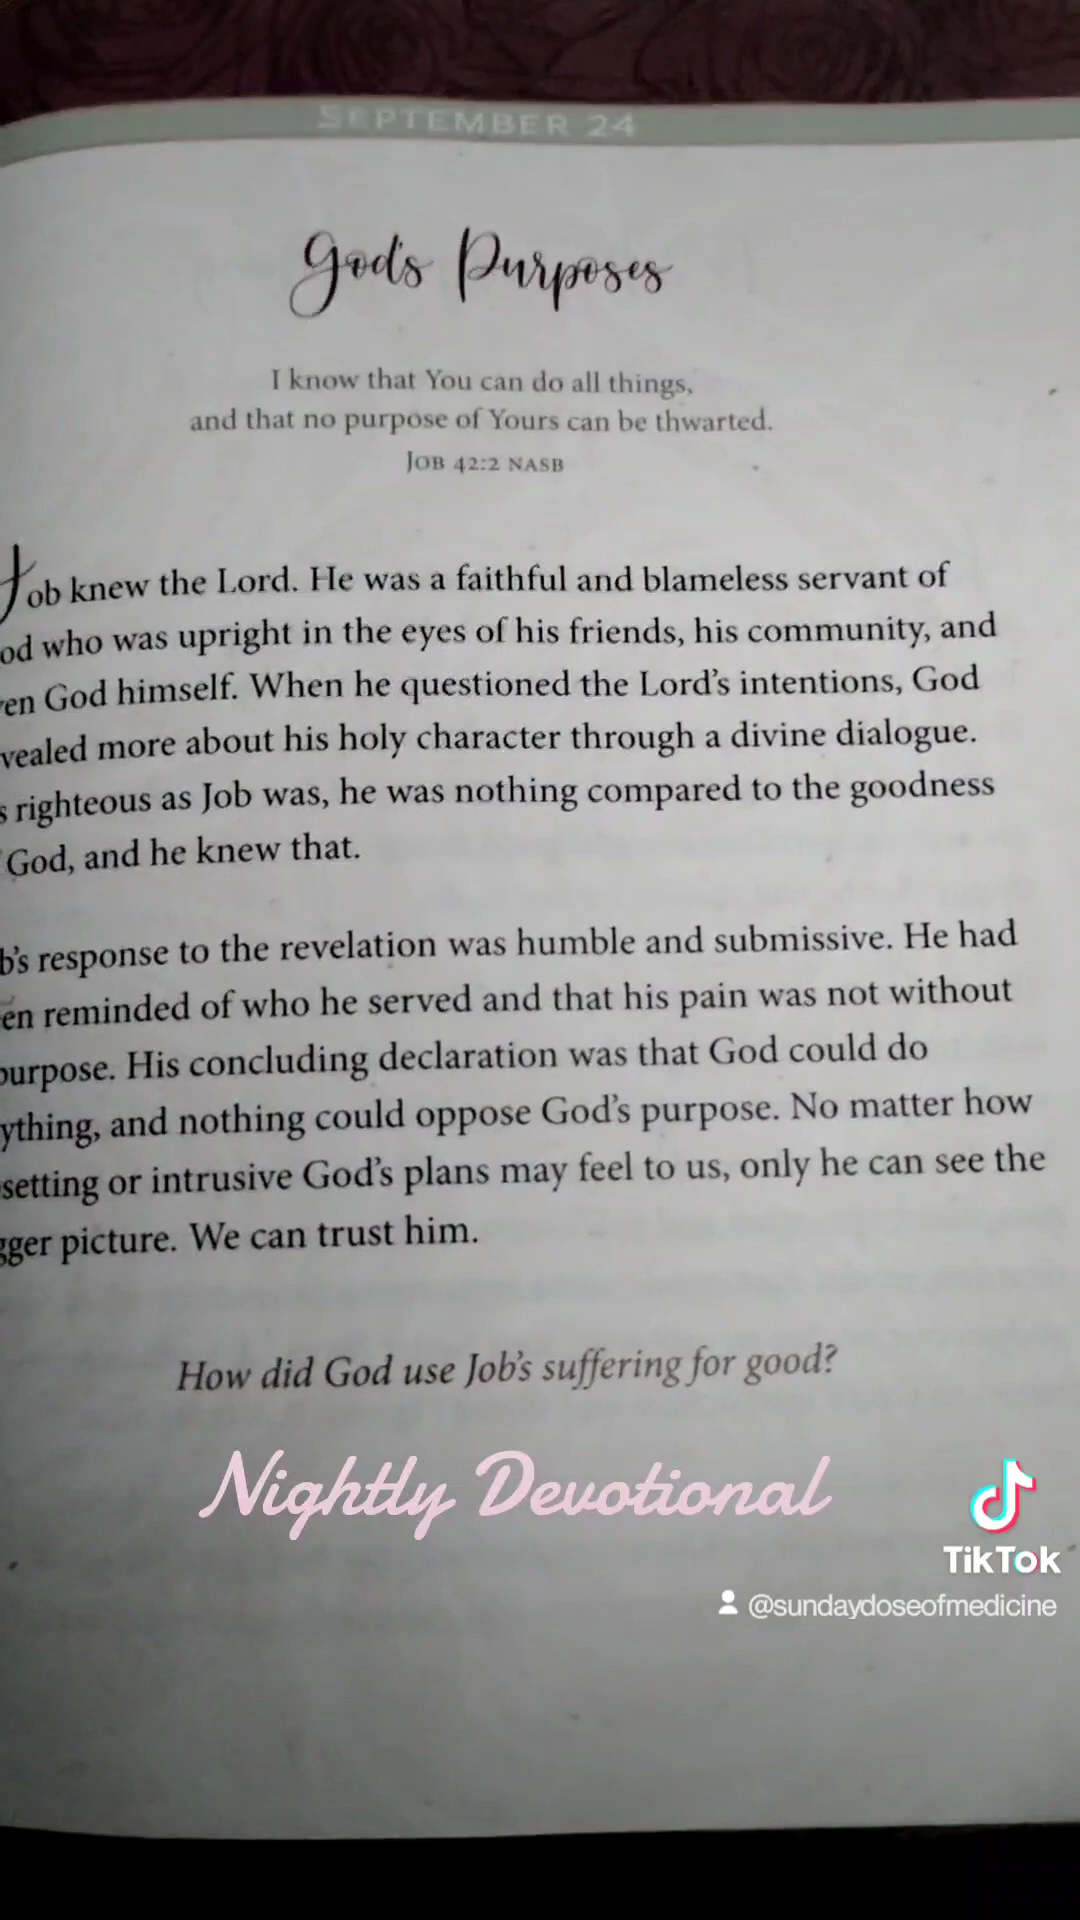 SEPTEMBER 24
God's Purposes
I know that You can do all things,
and that no purpose of Yours can be thwarted.
JOB 42:2 NASB
Job knew the Lord. He was a faithful and blameless servant of
od who was upright in the eyes of his friends, his community, and
en God himself. When he questioned the Lord's intentions, God
vealed more about his holy character through a divine dialogue.
s righteous as Job was, he was nothing compared to the goodness
God, and he knew that.
b's response to the revelation was humble and submissive. He had
en reminded of who he served and that his pain was not without
purpose. His concluding declaration was that God could do
ything, and nothing could oppose God's purpose. No matter how
setting or intrusive God's plans may feel to us, only he can see the
gger picture. We can trust him.
How did God use Job's suffering for good?
Nightly Devotional
TikTok
@sundaydoseofmedicine